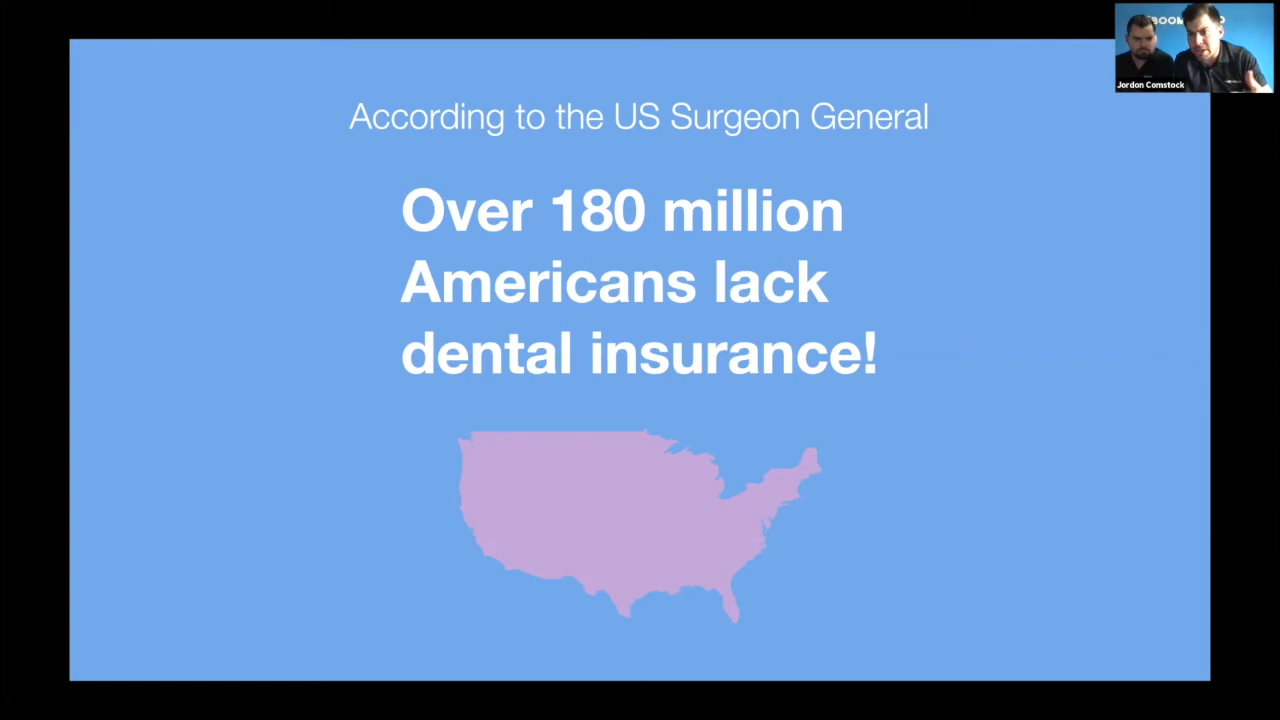 According to the US Surgeon General
Over 180 million
Americans lack
dental insurance!
Jordon Comstock